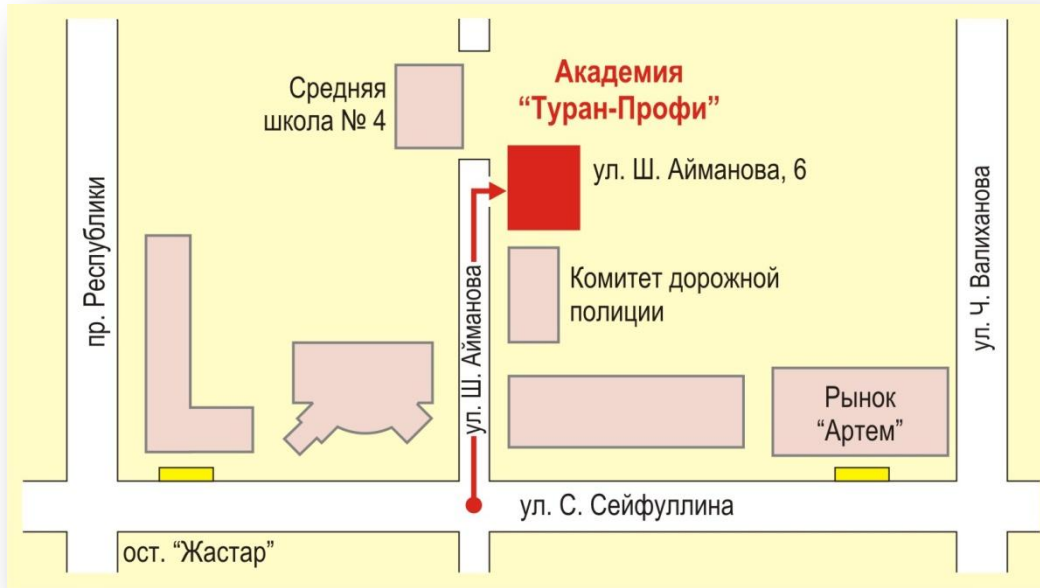 Средняя
школа № 4
Академия
“Туран-Профи”
ул. Ш. Айманова, 6
пр. Республики
ул. Ш. Айманова
Комитет дорожной
полиции
ул. Ч. Валиханова
Рынок
“Артем”
ул. С. Сейфуллина
ост. “Жастар”